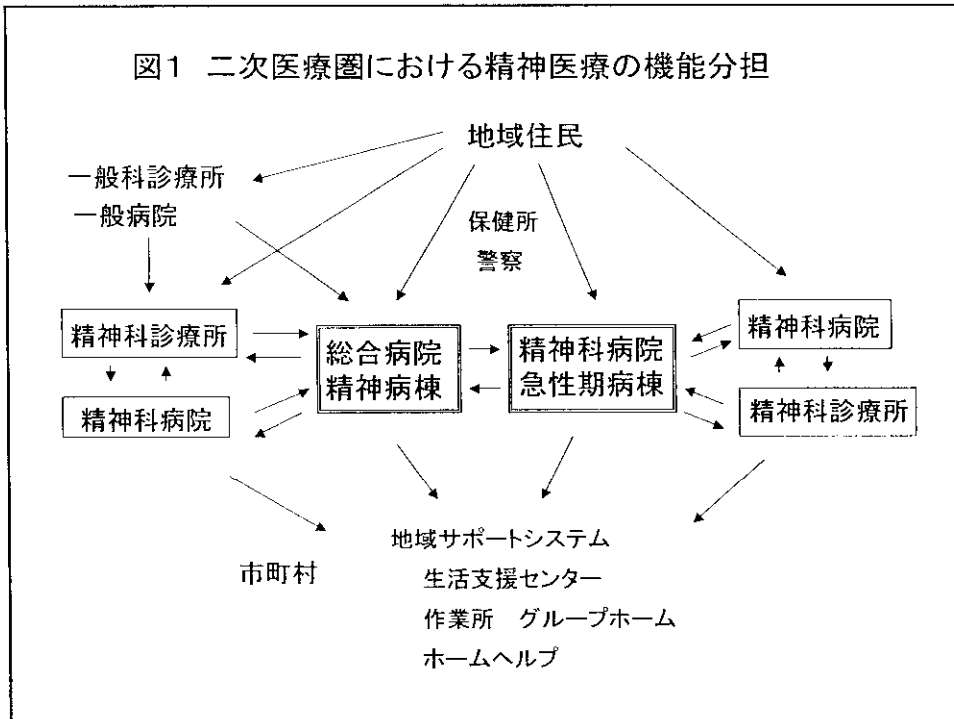 図1 二次医療圏における精神医療の機能分担
地域住民
一般科診療所
一般病院
保健所
警察
精神科診療所
精神科病院
総合病院
精神病棟
精神科病院
急性期病棟
精神科病院
精神科診療所
市町村
地域サポートシステム
生活支援センター
作業所 グループホーム
ホームヘルプ